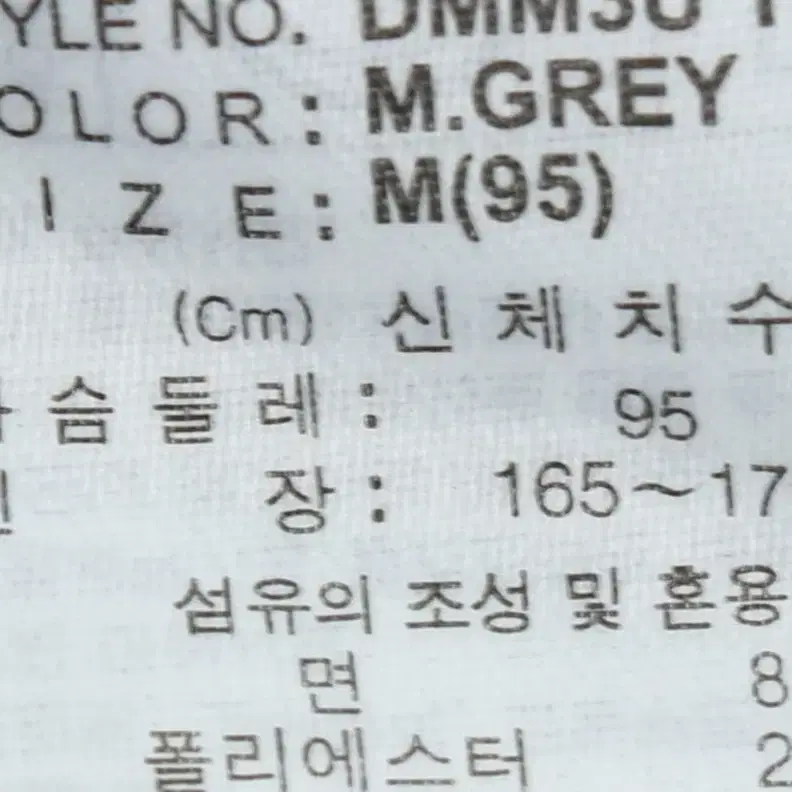 YLE NO. DMM3U
OLOR: M.GREY
IZE: M(95)
(Cm) 신체치수
슴둘레: 95
장: 165~17
섬유의 조성 및 혼용
면 8
폴리에스터 2